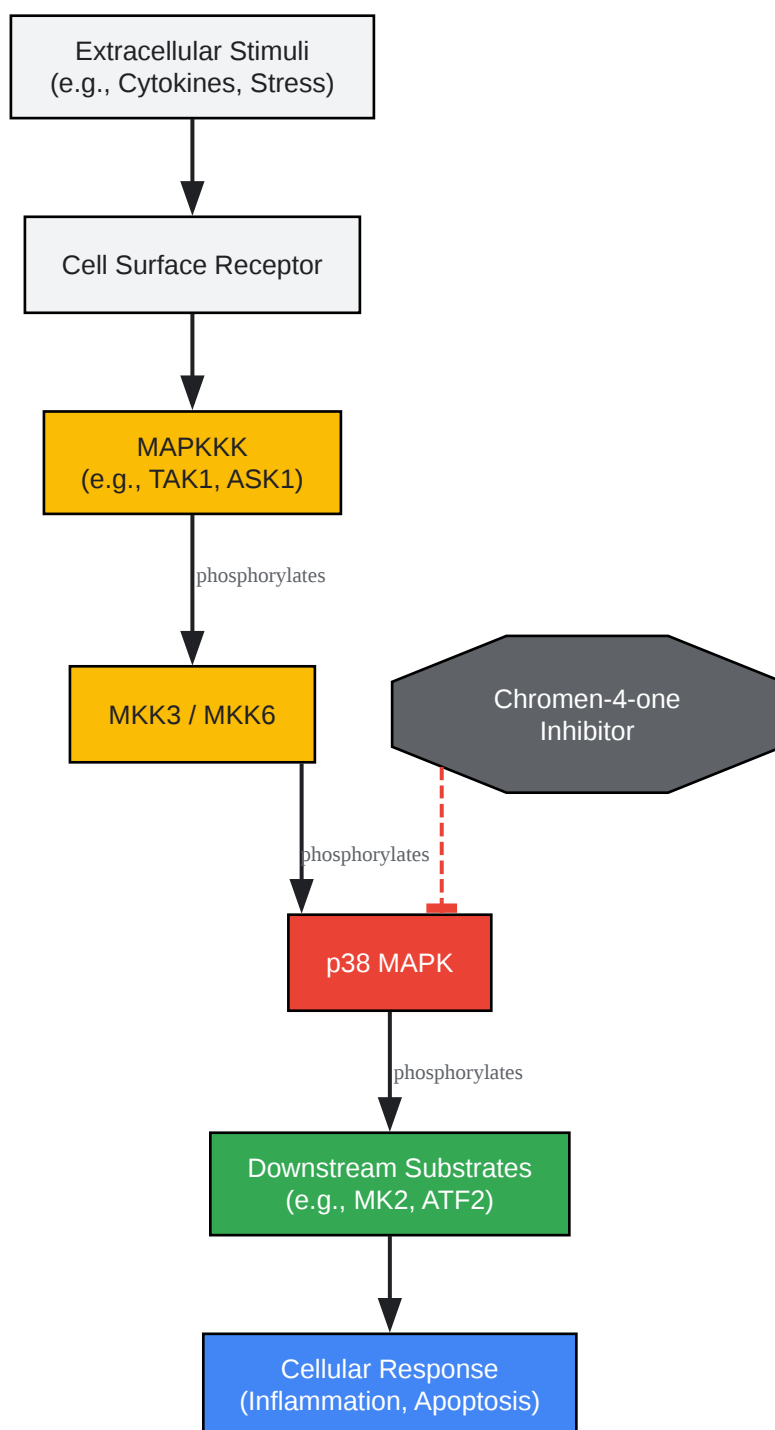 Extracellular Stimuli
(e.g., Cytokines, Stress)
Cell Surface Receptor
MAPKKK
(e.g., TAK1, ASK1)
phosphorylates
MKK3 / MKK6
Chromen-4-one
Inhibitor
phosphorylates
p38 MAPK
phosphorylates
Downstream Substrates
(e.g., MK2, ATF2)
Cellular Response
(Inflammation, Apoptosis)